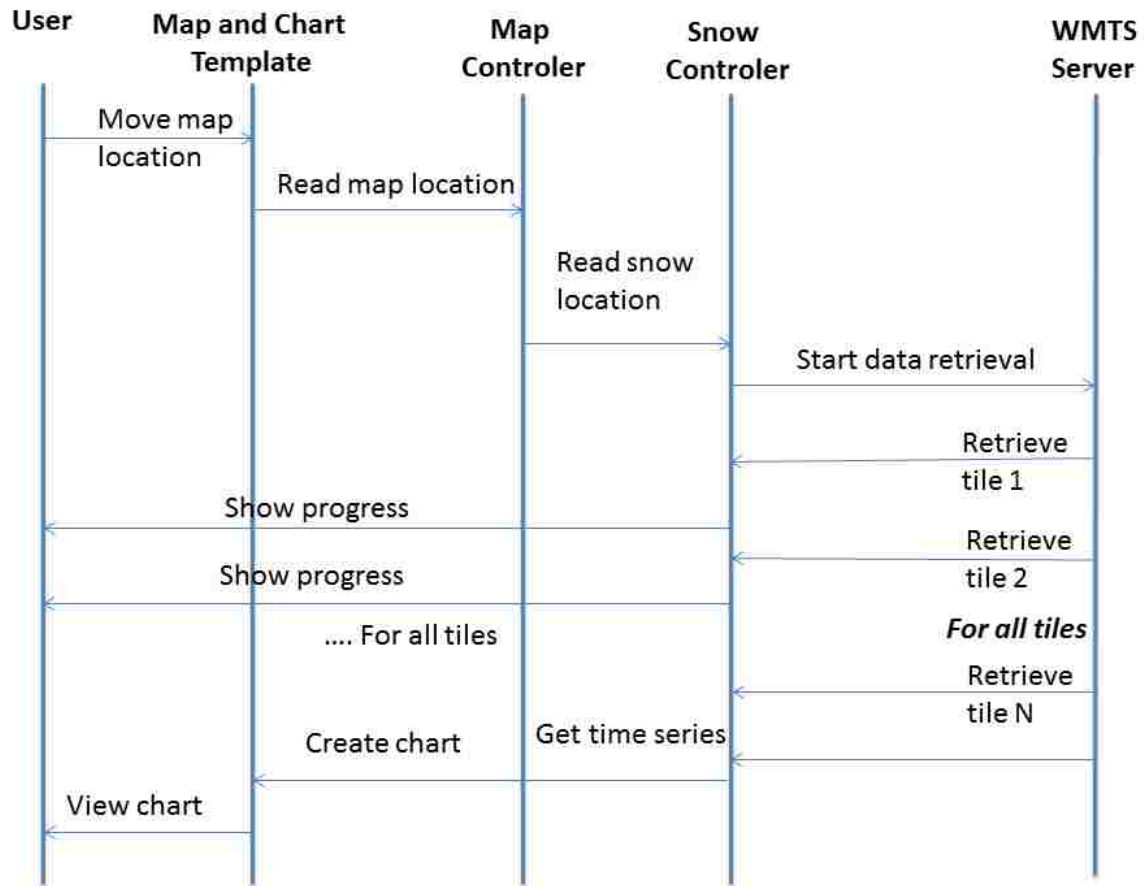 User
Map and Chart
Template
Map
Controler
Snow
Controler
WMTS
Server
Move map
location
Read map location
Read snow
location
Start data retrieval
Retrieve
tile 1
Show progress
Retrieve
tile 2
Show progress
.... For all tiles
For all tiles
Retrieve
tile N
Get time series
Create chart
View chart